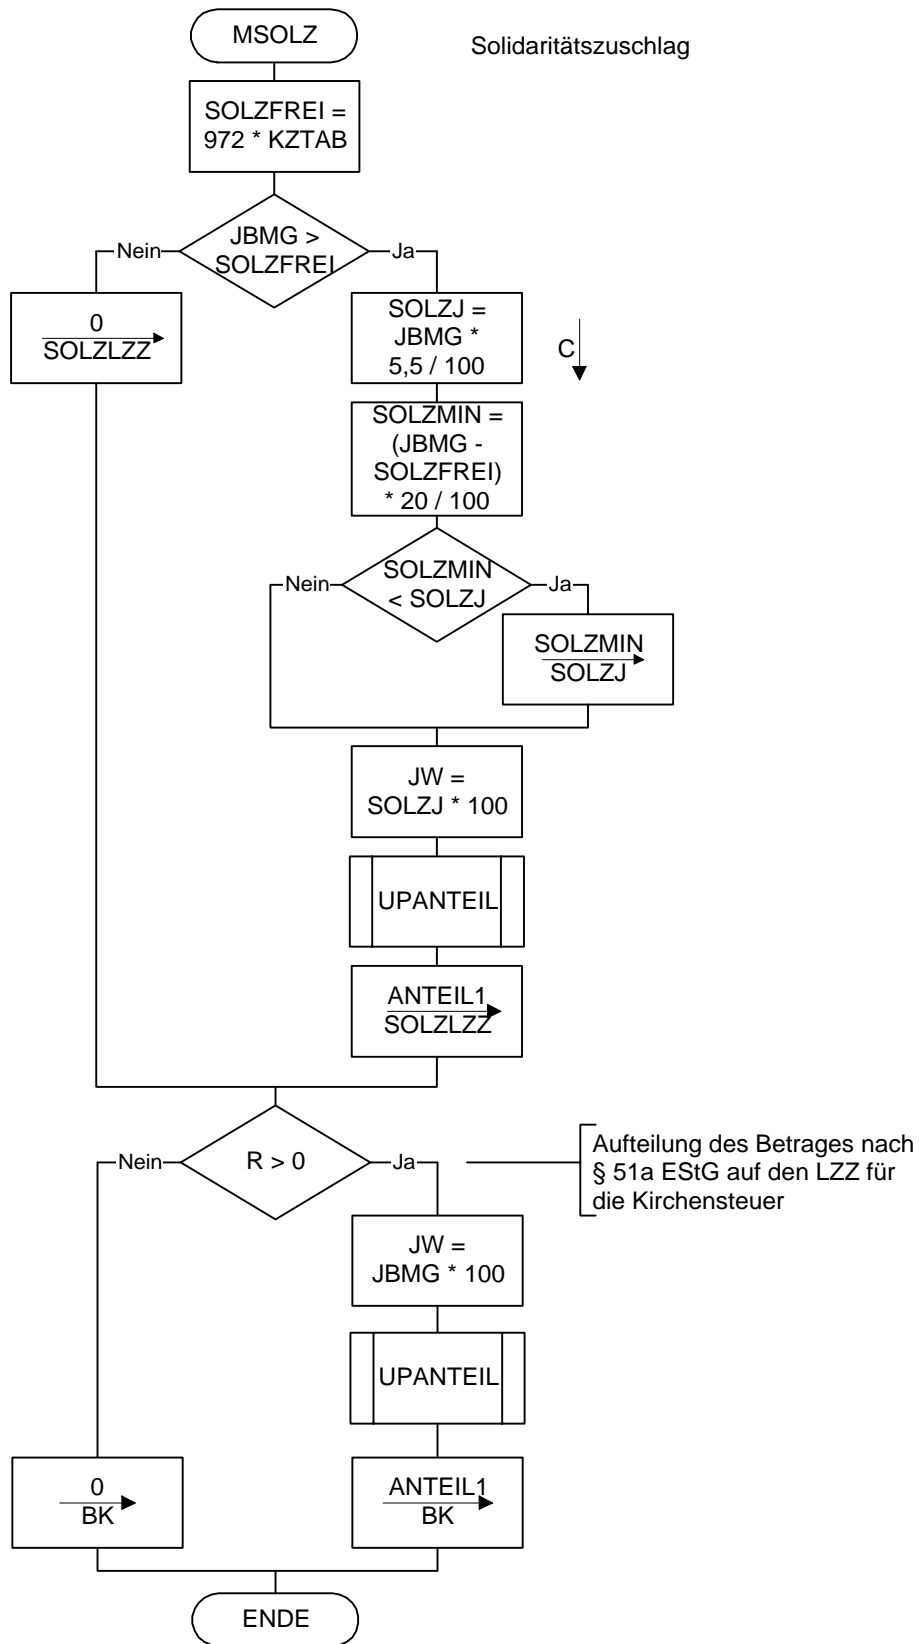 MSOLZ
Solidaritätszuschlag
SOLZFREI =
972 * KZTAB
JBMG >
SOLZFREI
Nein
Ja
0
SOLZLZZ
SOLZJ =
JBMG *
5,5 / 100
C
SOLZMIN =
(JBMG -
SOLZFREI)
* 20 / 100
SOLZMIN
< SOLZJ
Nein
Ja
SOLZMIN
SOLZJ
JW =
SOLZJ * 100
UPANTEIL
ANTEIL1
SOLZLZZ
R > 0
Nein
Ja
Aufteilung des Betrages nach
§ 51a EStG auf den LZZ für
die Kirchensteuer
JW =
JBMG * 100
UPANTEIL
0
BK
ANTEIL1
BK
ENDE